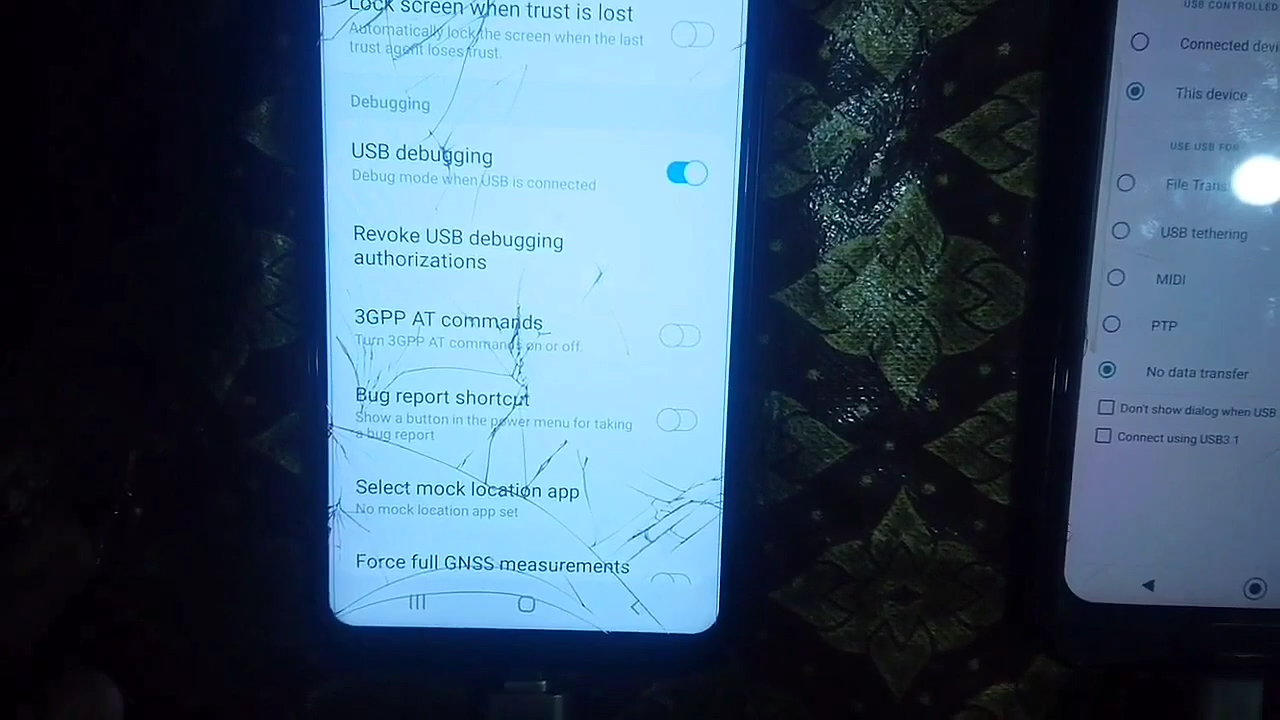 Lock screen when trust is lost
Automatically lock the screen when the last
trust agent loses trust.
Debugging
USB debugging
Debug mode when USB is connected
Revoke USB debugging
authorizations
3GPP AT commands
Turn 3GPP AT commands on or off.
Bug report shortcut
Show a button in the power menu for taking
a bug report
Select mock location app
No mock location app set
Force full GNSS measurements
USB CONTROLLED
Connected devi
This device
USE USB FOR
File Trans
USB tethering
MIDI
PTP
No data transfer
Don't show dialog when USB
Connect using USB3.1